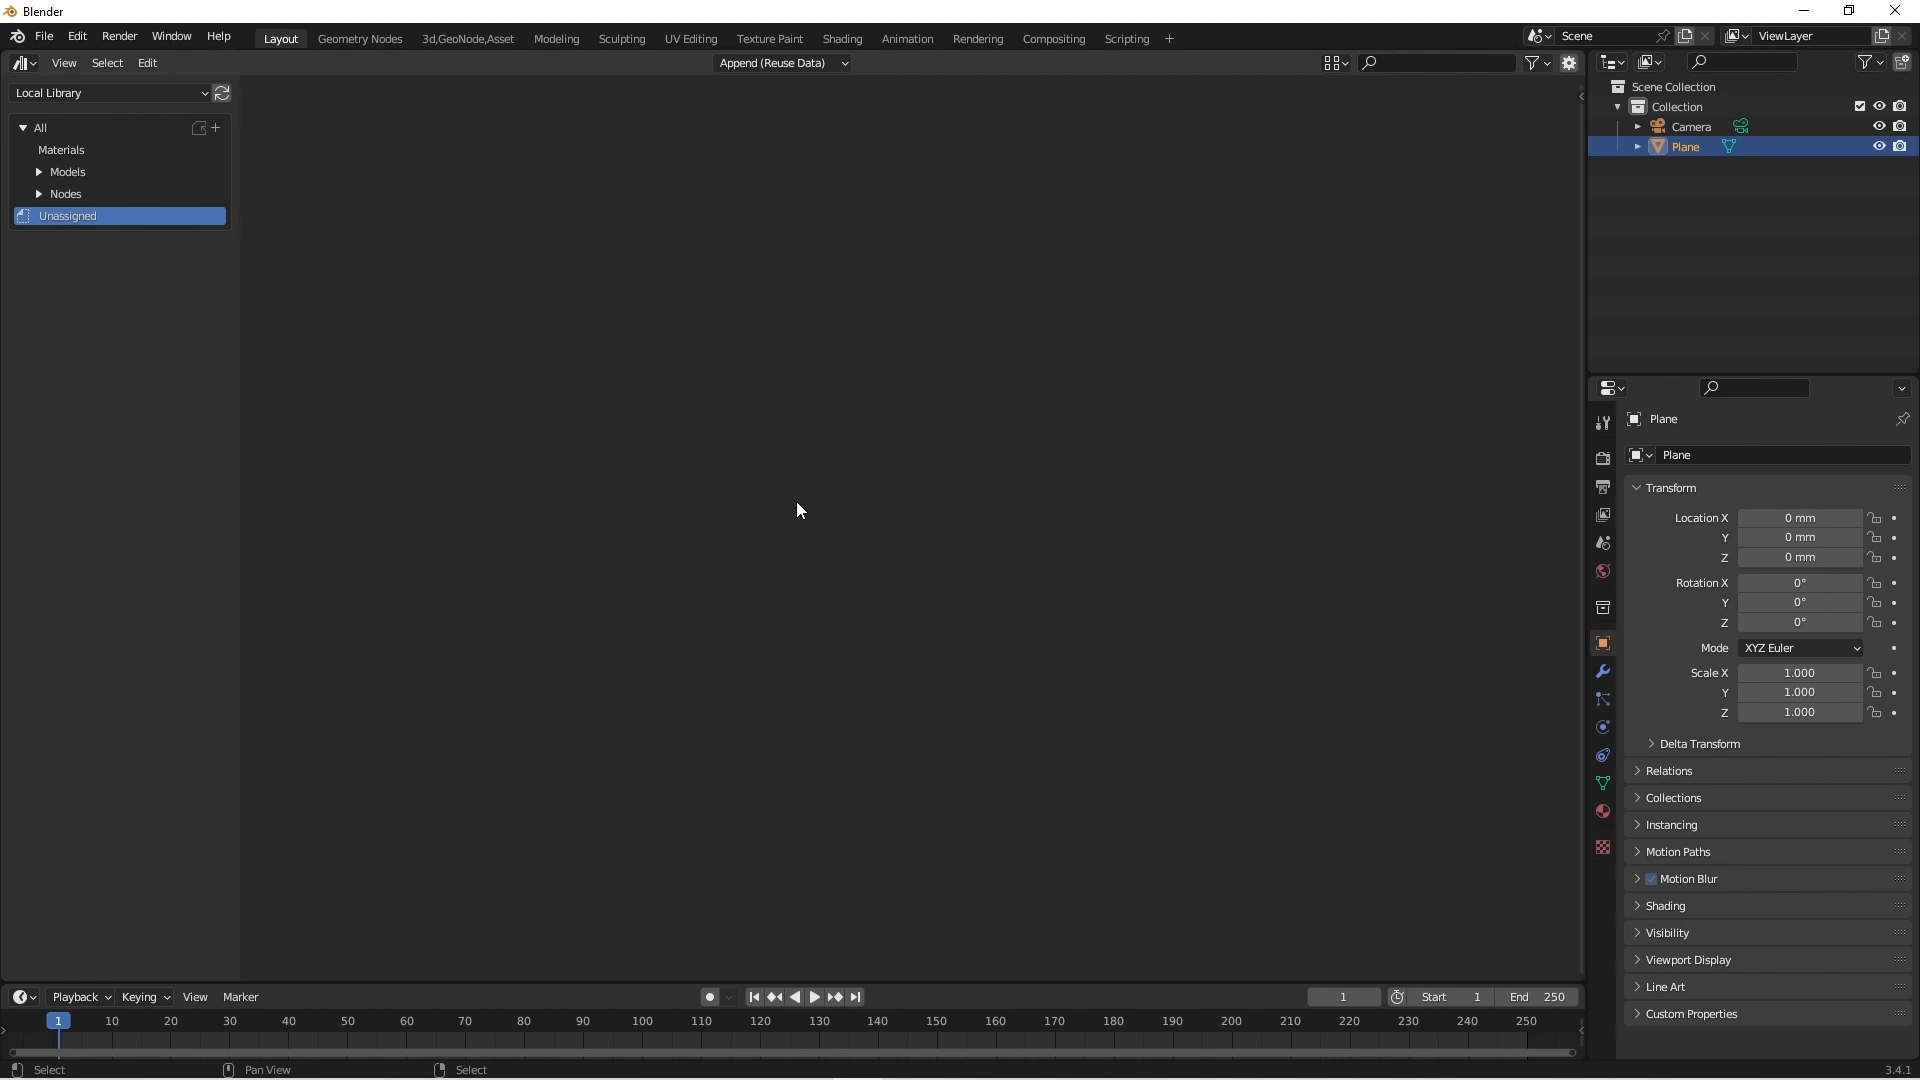 Blender
File Edit Render Window Help Layout Geometry Nodes 3d,GeoNode,Asset Modeling Sculpting UV Editing Texture Paint Shading Animation Rendering Compositing Scripting + Scene ViewLayer
View Select Edit Append (Reuse Data)
Local Library
All
Materials
Models
Nodes
Unassigned
Scene Collection
Collection
Camera
Plane
Plane
Plane
Transform
Location X 0 mm
Y 0 mm
Z 0 mm
Rotation X 0°
Y 0°
Z 0°
Mode XYZ Euler
Scale X 1.000
Y 1.000
Z 1.000
Delta Transform
Relations
Collections
Instancing
Motion Paths
Motion Blur
Shading
Visibility
Viewport Display
Line Art
Custom Properties
Playback Keying View Marker 1 Start 1 End 250
1 10 20 30 40 50 60 70 80 90 100 110 120 130 140 150 160 170 180 190 200 210 220 230 240 250
Select Pan View Select 3.4.1